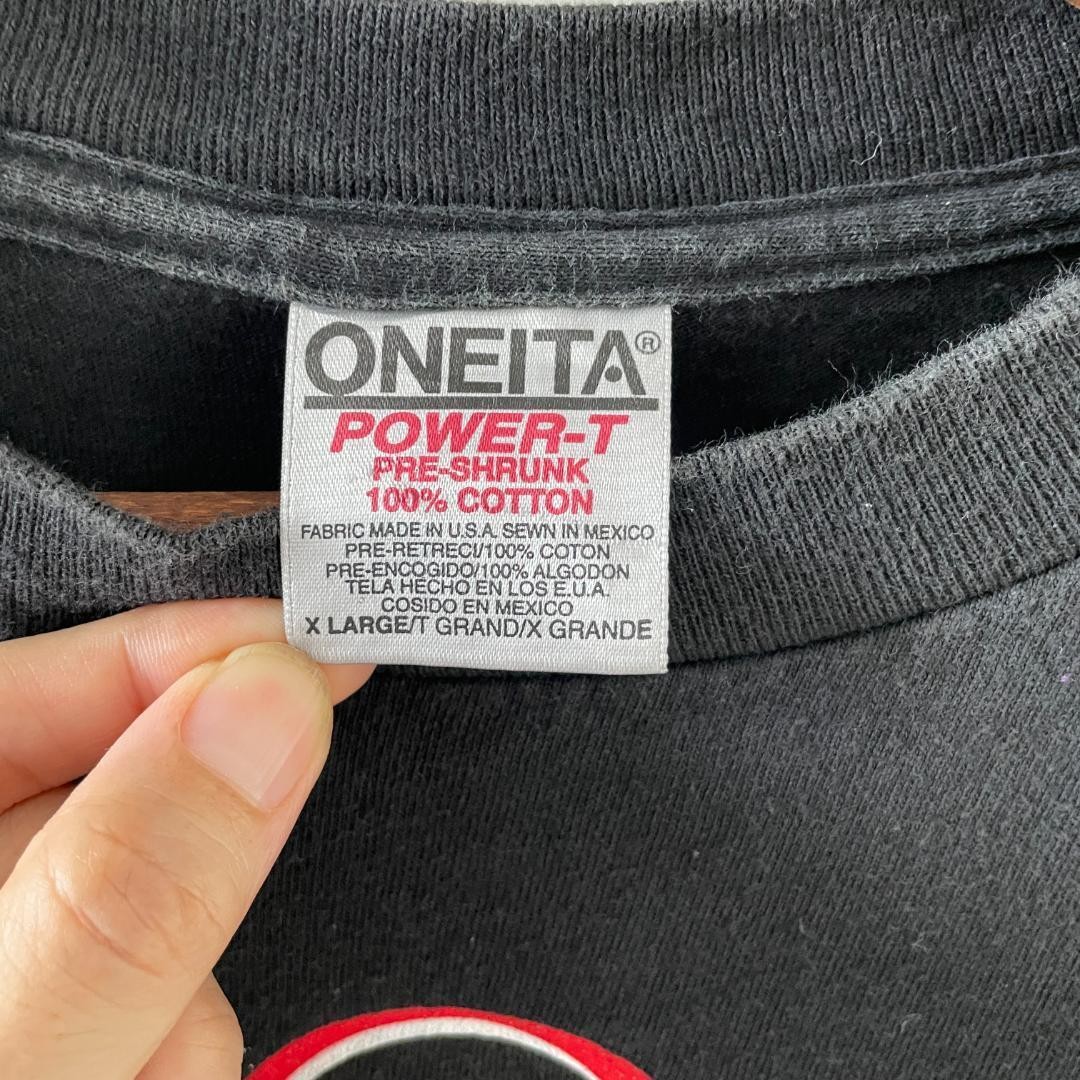 ONEITA®
POWER-T
PRE-SHRUNK
100% COTTON
FABRIC MADE IN U.S.A. SEWN IN MEXICO
PRE-RETRECI/100% COTON
PRE-ENCOGIDO/100% ALGODON
TELA HECHO EN LOS E.U.A.
COSIDO EN MEXICO
X LARGE/T GRAND/X GRANDE